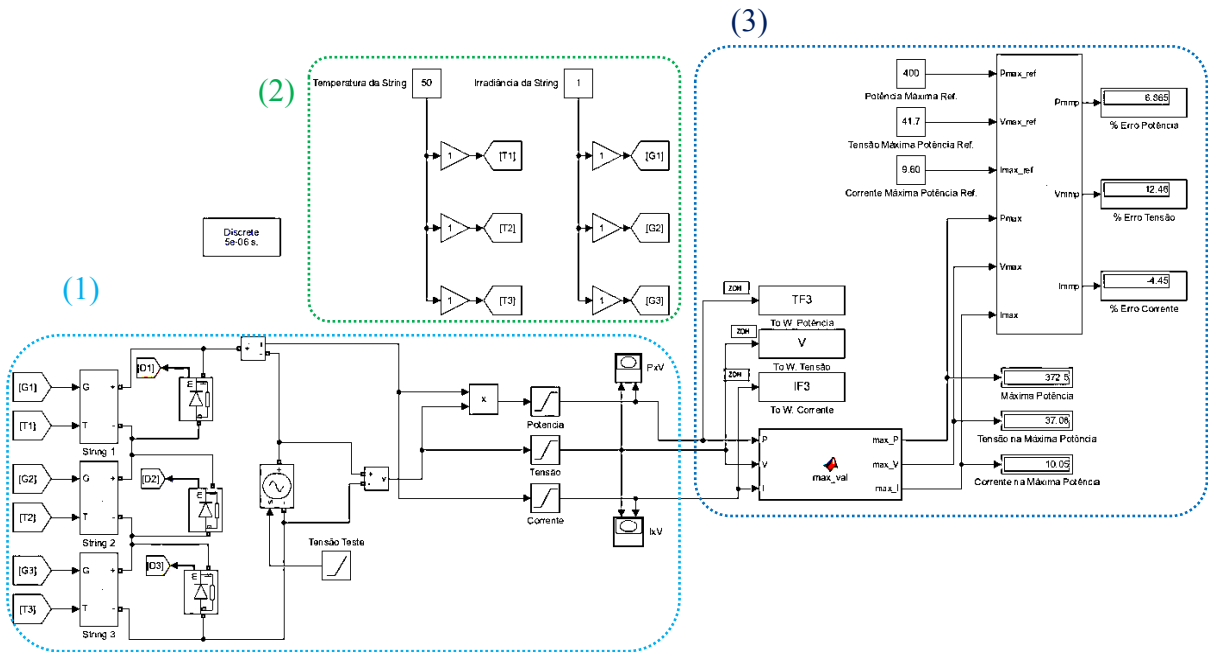 (3)
(2)
Temperatura da String
50
Irradiância da String
1
1
[T1]
1
[G1]
1
[T2]
1
[G2]
1
[T3]
1
[G3]
Discrete
5e-06 s.
400
Potência Máxima Ref.
41.7
Tensão Máxima Potência Ref.
9.60
Corrente Máxima Potência Ref.
Pmax_ref
Vmax_ref
Imax_ref
Pmax
Vmax
Imax
Pmmp
Vmmp
Immp
6.865
% Erro Potência
12.46
% Erro Tensão
-4.45
% Erro Corrente
(1)
[G1]
[T1]
G
T
+
-
String 1
[D1]
m
[G2]
[T2]
G
T
+
-
String 2
[D2]
m
[G3]
[T3]
G
T
+
-
String 3
[D3]
m
+
-
i
s
+
-
Tensão Teste
+
-
v
x
Potencia
Tensão
Corrente
PxV
IxV
ZOH
TF3
To W. Potência
ZOH
V
To W. Tensão
ZOH
IF3
To W. Corrente
P
V
I
max_val
max_P
max_V
max_I
372.5
Máxima Potência
37.06
Tensão na Máxima Potência
10.05
Corrente na Máxima Potência